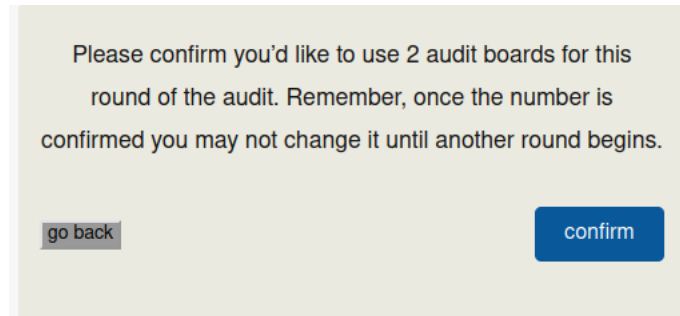 Please confirm you'd like to use 2 audit boards for this
round of the audit. Remember, once the number is
confirmed you may not change it until another round begins.
go back
confirm